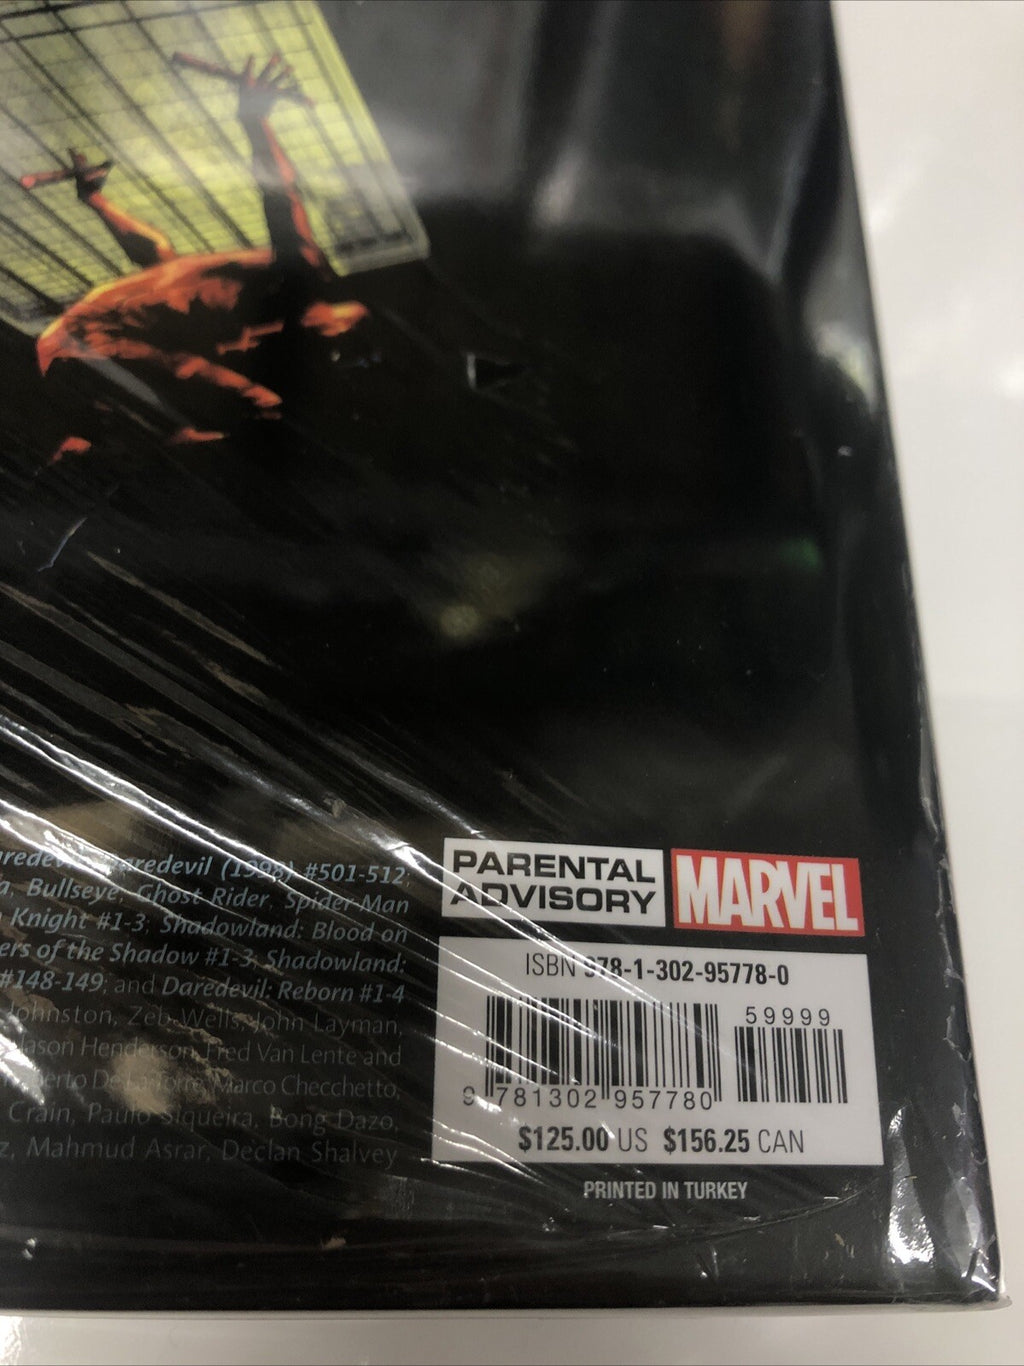 Daredevil (1998) #501-512;
Bullseye, Ghost Rider, Spider-Man
Knight #1-3; Shadowland: Blood on
of the Shadow #1-3; Shadowland:
#148-149; and Daredevil: Reborn #1-4
Johnston, Zeb Wells, John Layman,
Jason Henderson, Fred Van Lente and
Marco Checchetto,
Crain, Paulo Siqueira, Bong Dazo,
Mahmud Asrar, Declan Shalvey
PARENTAL
ADVISORY
MARVEL
ISBN 978-1-302-95778-0
59999
9 781302 957780
$125.00 US $156.25 CAN
PRINTED IN TURKEY